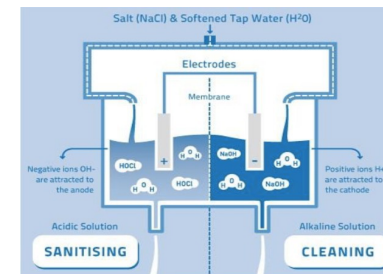 Salt (NaCl) & Softened Tap Water (H²0)
Electrodes
Membrane
+
-
HOCl
H O H
NaOH
H O H
HOCl
H O H
NaOH
H O H
Negative ions OH-
are attracted to
the anode
Positive ions H+
are attracted to
the cathode
Acidic Solution
Alkaline Solution
SANITISING
CLEANING